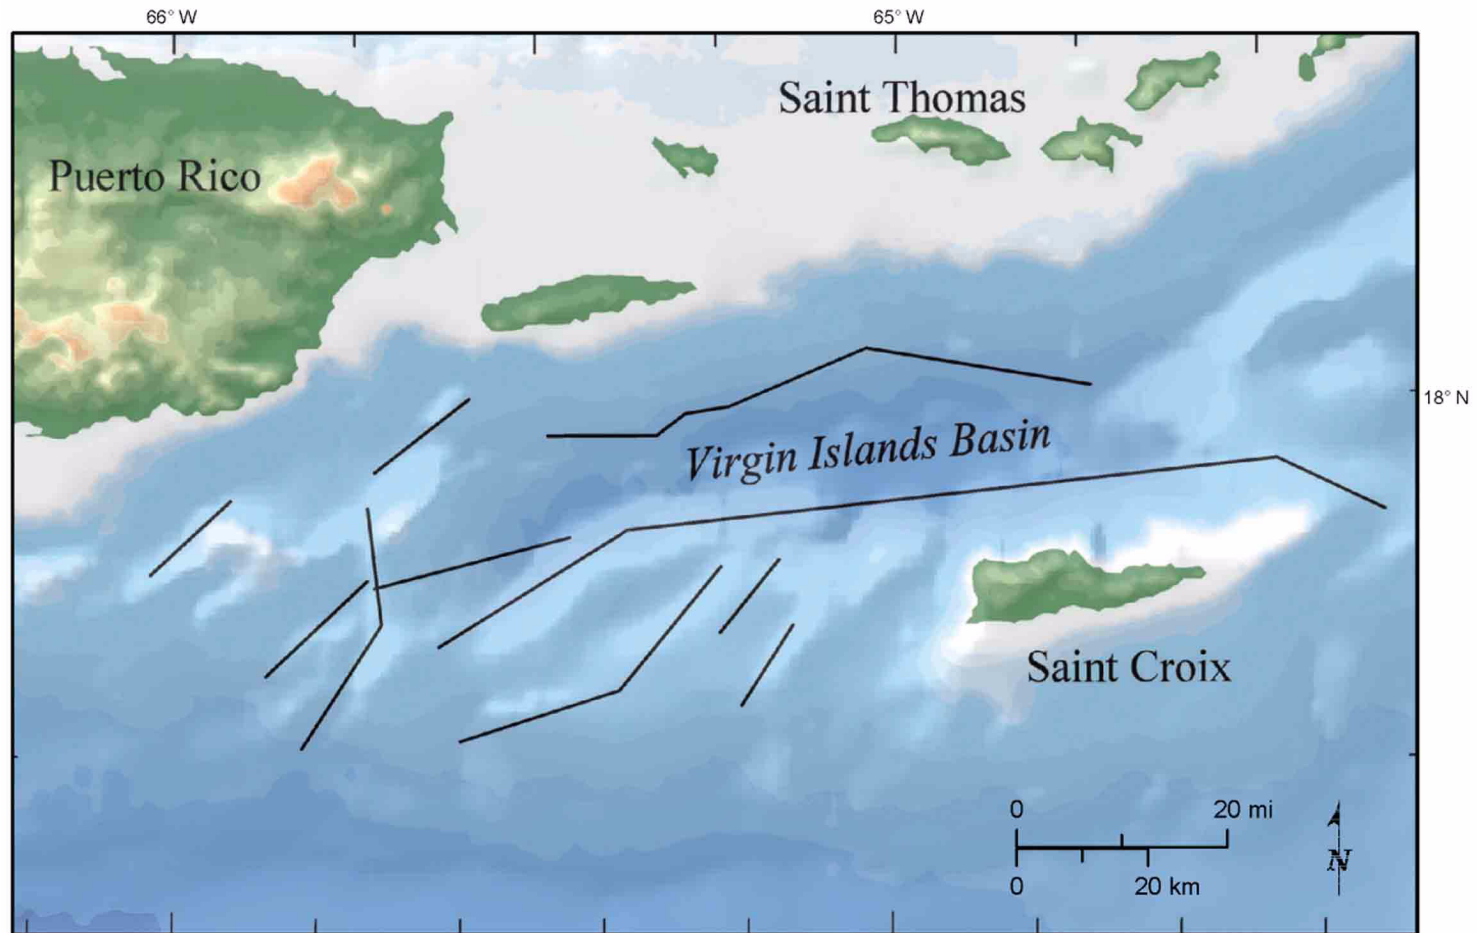 66° W
65° W
Saint Thomas
Puerto Rico
18° N
Virgin Islands Basin
Saint Croix
0
20 mi
0
20 km
N